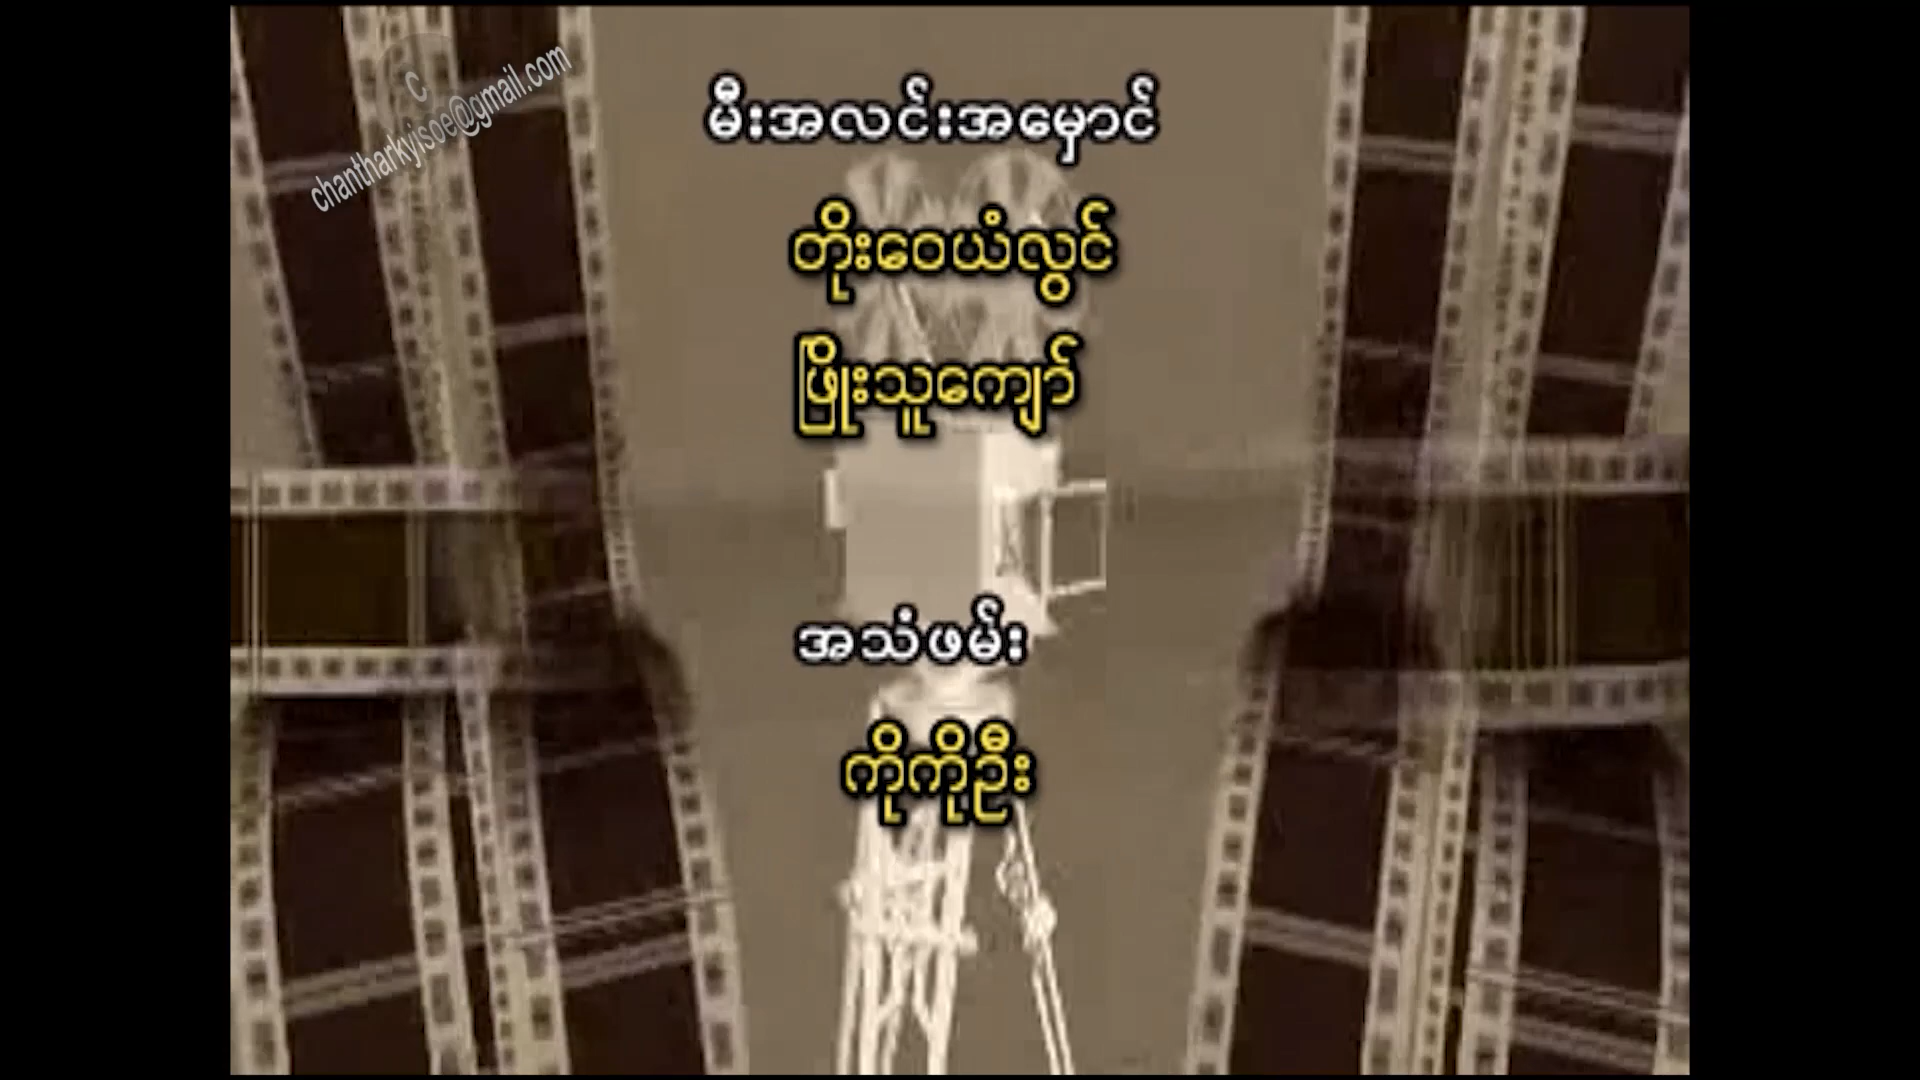 C
chantharkyisoe@gmail.com
မီးအလင်းအမှောင်
တိုးဝေယံလွင်
ဖြိုးသူကျော်
အသံဖမ်း
ကိုကိုဦး